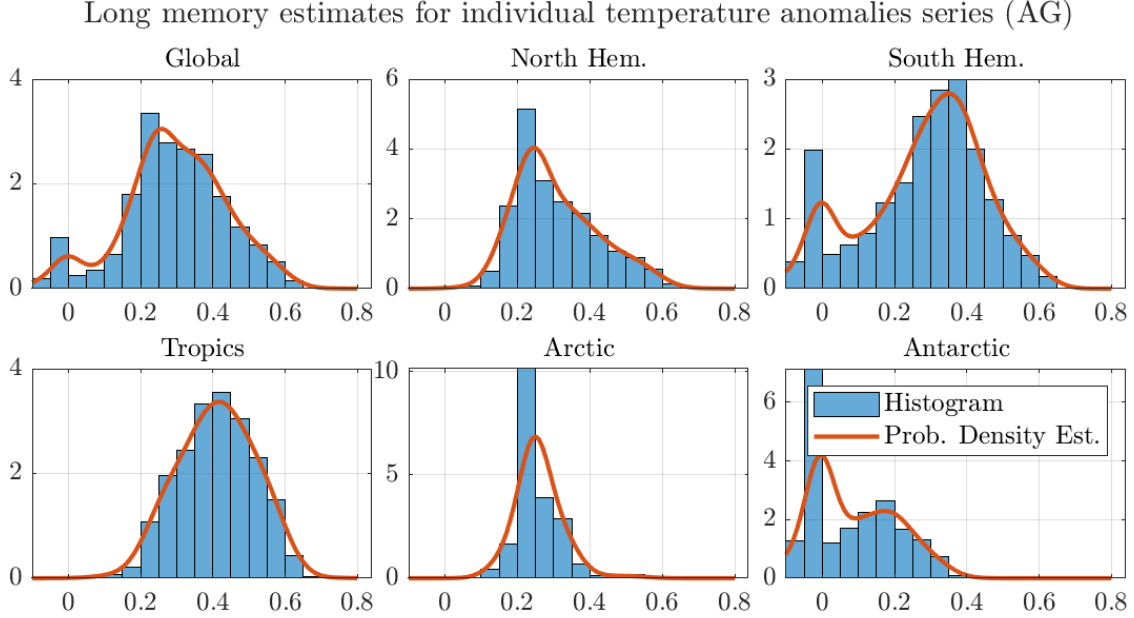 Long memory estimates for individual temperature anomalies series (AG)
Global
North Hem.
South Hem.
4
2
0
0 0.2 0.4 0.6 0.8
6
4
2
0
0 0.2 0.4 0.6 0.8
3
2
1
0
0 0.2 0.4 0.6 0.8
Tropics
Arctic
Antarctic
4
2
0
0 0.2 0.4 0.6 0.8
10
5
0
0 0.2 0.4 0.6 0.8
6
4
2
0
0 0.2 0.4 0.6 0.8
Histogram
Prob. Density Est.